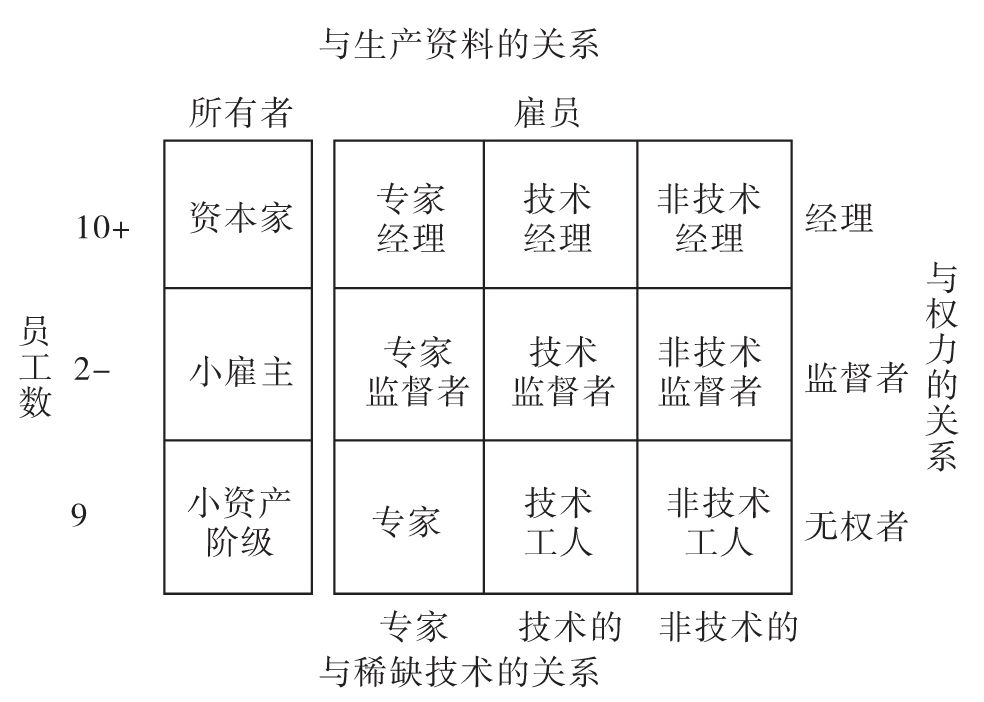 与生产资料的关系
所有者
雇员
10+
资本家
专家
经理
技术
经理
非技术
经理
经理
员工数
2-
小雇主
专家
监督者
技术
监督者
非技术
监督者
监督者
与权力的关系
9
小资产
阶级
专家
技术
工人
非技术
工人
无权者
专家
技术的
非技术的
与稀缺技术的关系